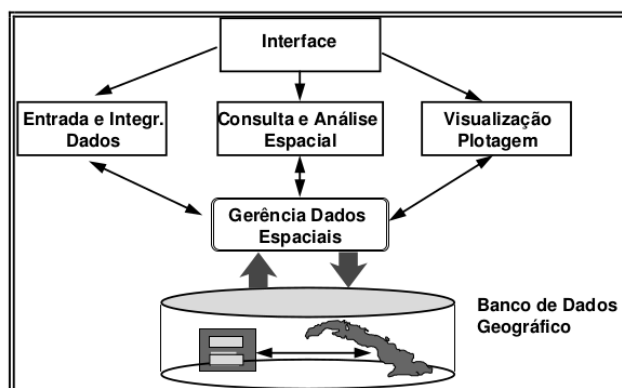 Interface
Entrada e Integr.
Dados
Consulta e Análise
Espacial
Visualização
Plotagem
Gerência Dados
Espaciais
Banco de Dados
Geográfico